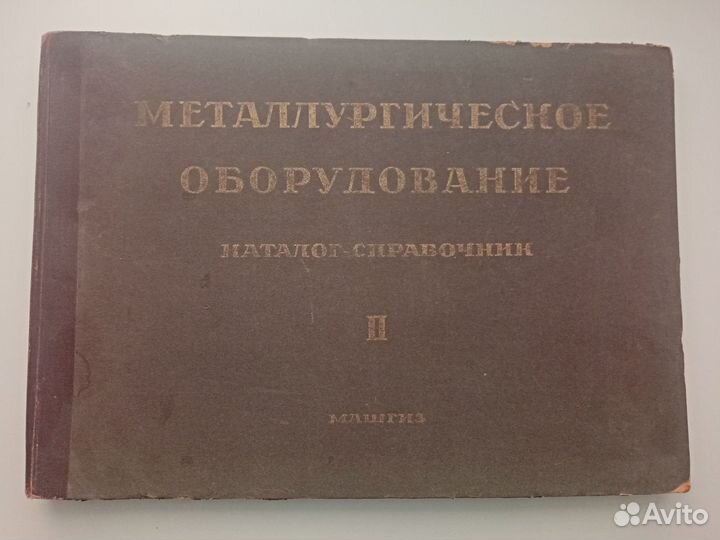 МЕТАЛЛУРГИЧЕСКОЕ
ОБОРУДОВАНИЕ
КАТАЛОГ-СПРАВОЧНИК
II
МАШГИЗ
Avito